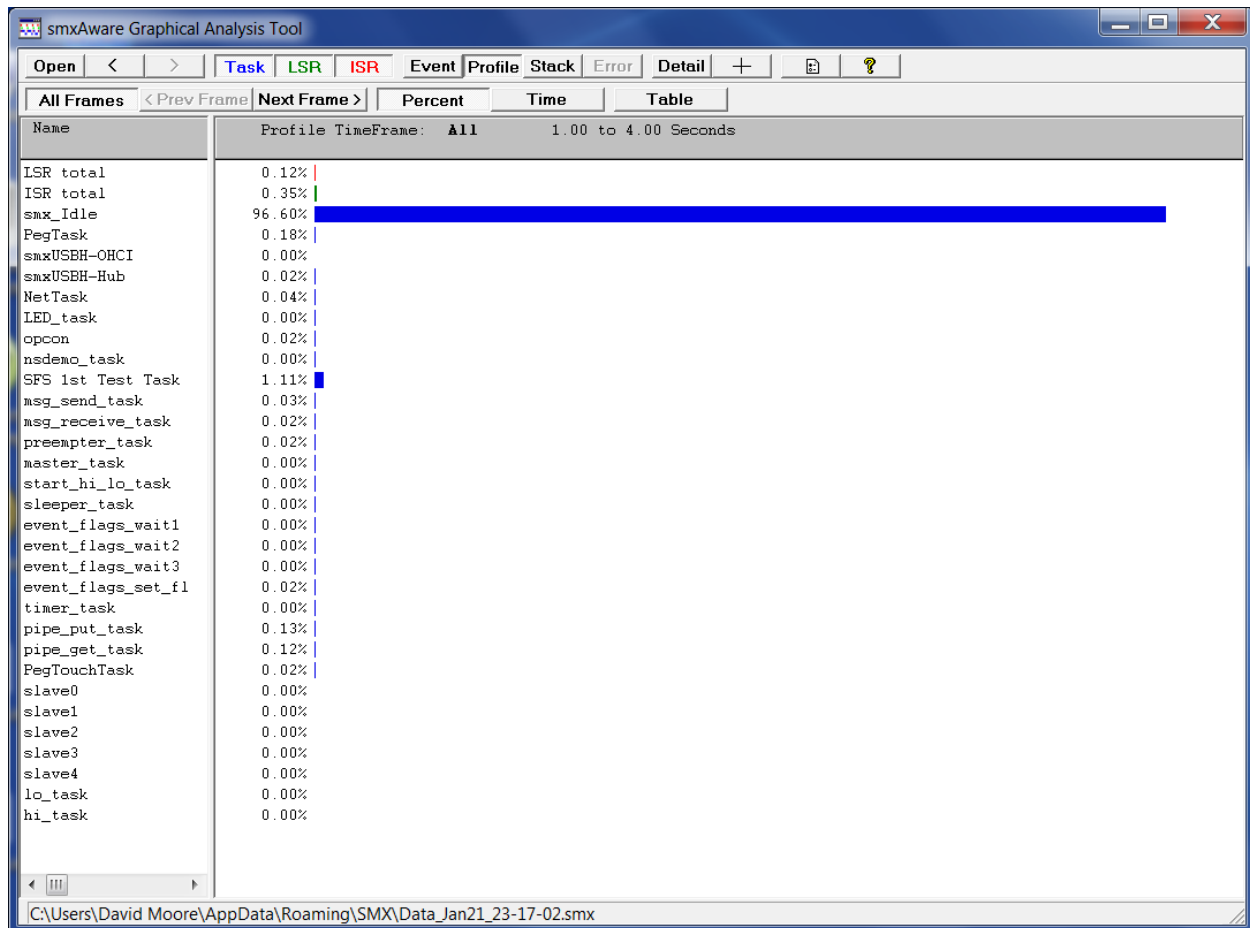 smxAware Graphical Analysis Tool
Open < > Task LSR ISR Event Profile Stack Error Detail + ?
All Frames < Prev Frame Next Frame > Percent Time Table
Name Profile TimeFrame: All 1.00 to 4.00 Seconds
LSR total 0.12%
ISR total 0.35%
smx_Idle 96.60%
PegTask 0.18%
smxUSBH-OHCI 0.00%
smxUSBH-Hub 0.02%
NetTask 0.04%
LED_task 0.00%
opcon 0.02%
nsdemo_task 0.00%
SFS 1st Test Task 1.11%
msg_send_task 0.03%
msg_receive_task 0.02%
preempter_task 0.02%
master_task 0.00%
start_hi_lo_task 0.00%
sleeper_task 0.00%
event_flags_wait1 0.00%
event_flags_wait2 0.00%
event_flags_wait3 0.00%
event_flags_set_fl 0.02%
timer_task 0.00%
pipe_put_task 0.13%
pipe_get_task 0.12%
PegTouchTask 0.02%
slave0 0.00%
slave1 0.00%
slave2 0.00%
slave3 0.00%
slave4 0.00%
lo_task 0.00%
hi_task 0.00%
C:\Users\David Moore\AppData\Roaming\SMX\Data_Jan21_23-17-02.smx